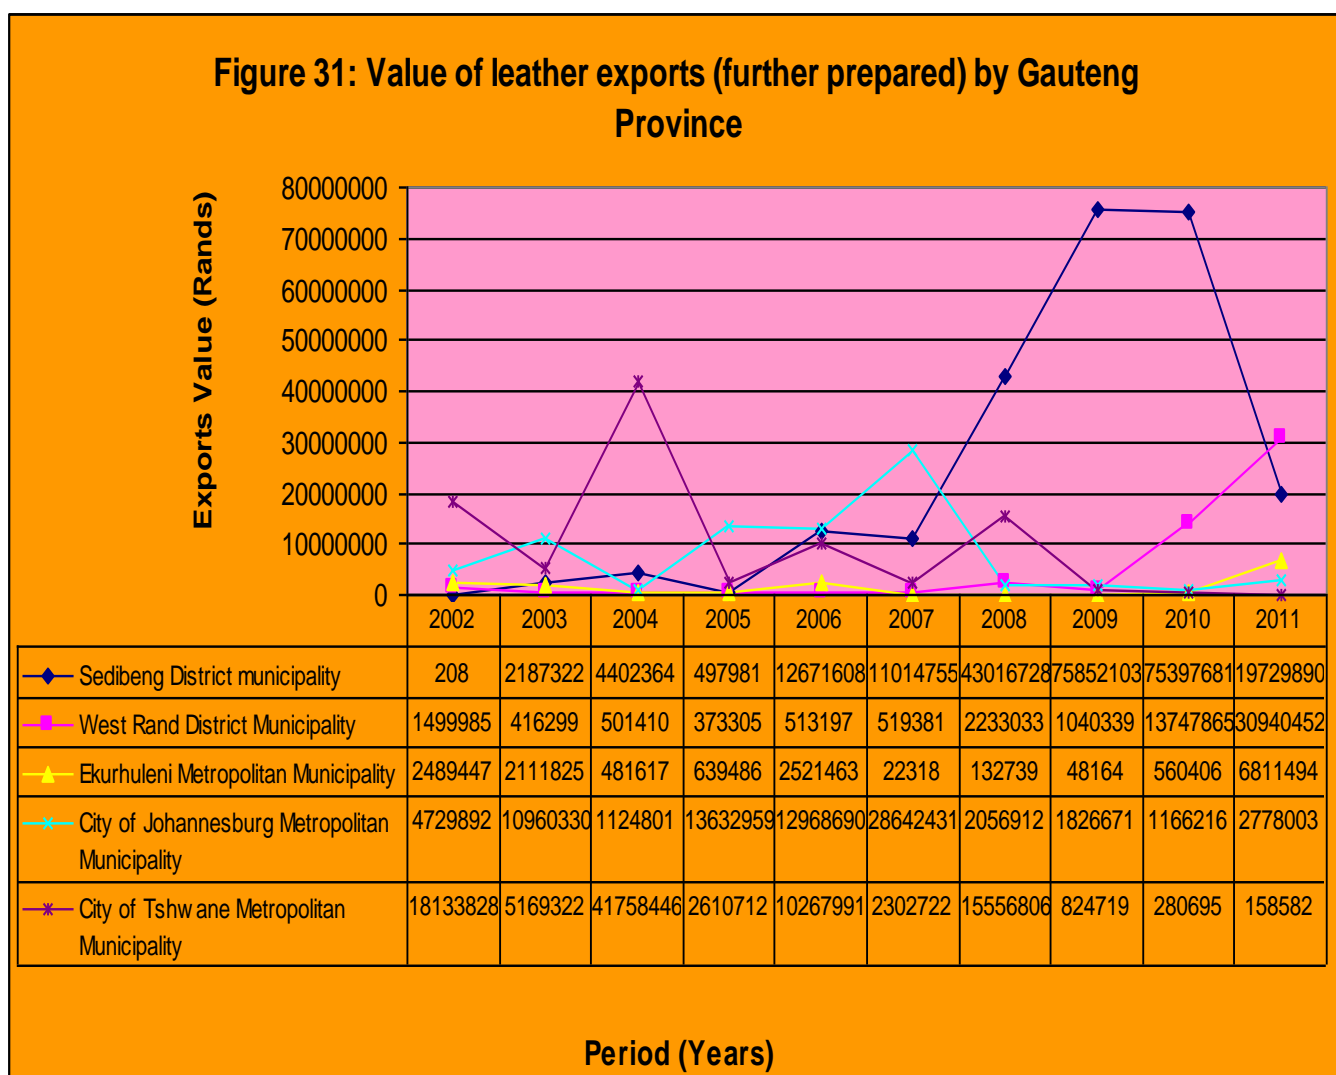 Figure 31: Value of leather exports (further prepared) by Gauteng
Province
Exports Value (Rands)
80000000
70000000
60000000
50000000
40000000
30000000
20000000
10000000
0
2002 2003 2004 2005 2006 2007 2008 2009 2010 2011
Sedibeng District municipality 208 2187322 4402364 497981 12671608 11014755 43016728 75852103 75397681 19729890
West Rand District Municipality 1499985 416299 501410 373305 513197 519381 2233033 1040339 13747865 30940452
Ekurhuleni Metropolitan Municipality 2489447 2111825 481617 639486 2521463 22318 132739 48164 560406 6811494
City of Johannesburg Metropolitan 4729892 10960330 1124801 13632959 12968690 28642431 2056912 1826671 1166216 2778003
Municipality
City of Tshwane Metropolitan 18133828 5169322 41758446 2610712 10267991 2302722 15556806 824719 280695 158582
Municipality
Period (Years)